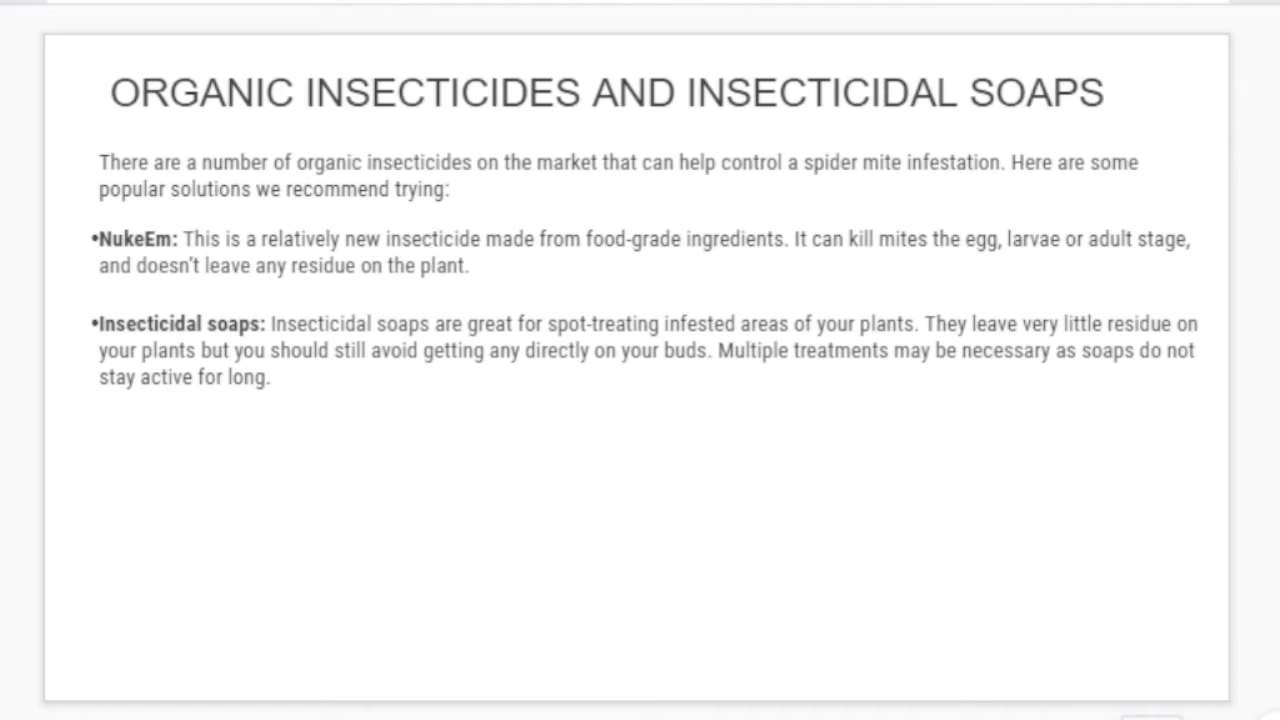 ORGANIC INSECTICIDES AND INSECTICIDAL SOAPS
There are a number of organic insecticides on the market that can help control a spider mite infestation. Here are some
popular solutions we recommend trying:
•NukeEm: This is a relatively new insecticide made from food-grade ingredients. It can kill mites the egg, larvae or adult stage,
and doesn't leave any residue on the plant.
•Insecticidal soaps: Insecticidal soaps are great for spot-treating infested areas of your plants. They leave very little residue on
your plants but you should still avoid getting any directly on your buds. Multiple treatments may be necessary as soaps do not
stay active for long.